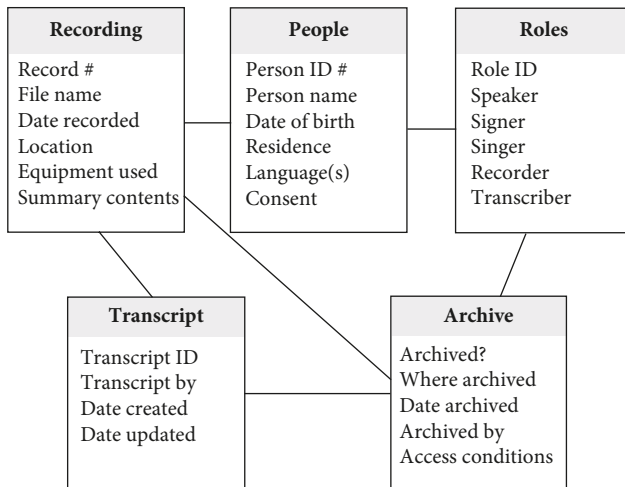 Recording
Record #
File name
Date recorded
Location
Equipment used
Summary contents
People
Person ID #
Person name
Date of birth
Residence
Language(s)
Consent
Roles
Role ID
Speaker
Signer
Singer
Recorder
Transcriber
Transcript
Transcript ID
Transcript by
Date created
Date updated
Archive
Archived?
Where archived
Date archived
Archived by
Access conditions